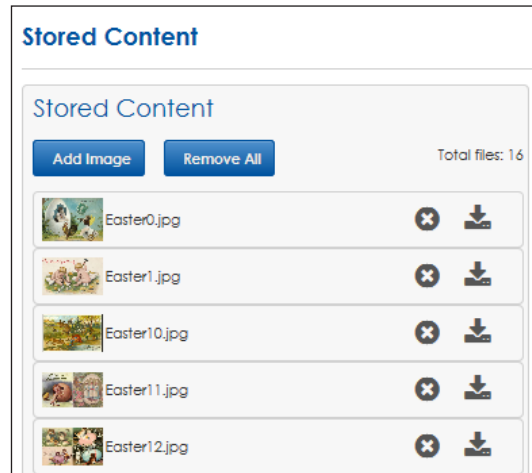 Stored Content
Stored Content
Add Image Remove All Total files: 16
Easter0.jpg
Easter1.jpg
Easter10.jpg
Easter11.jpg
Easter12.jpg